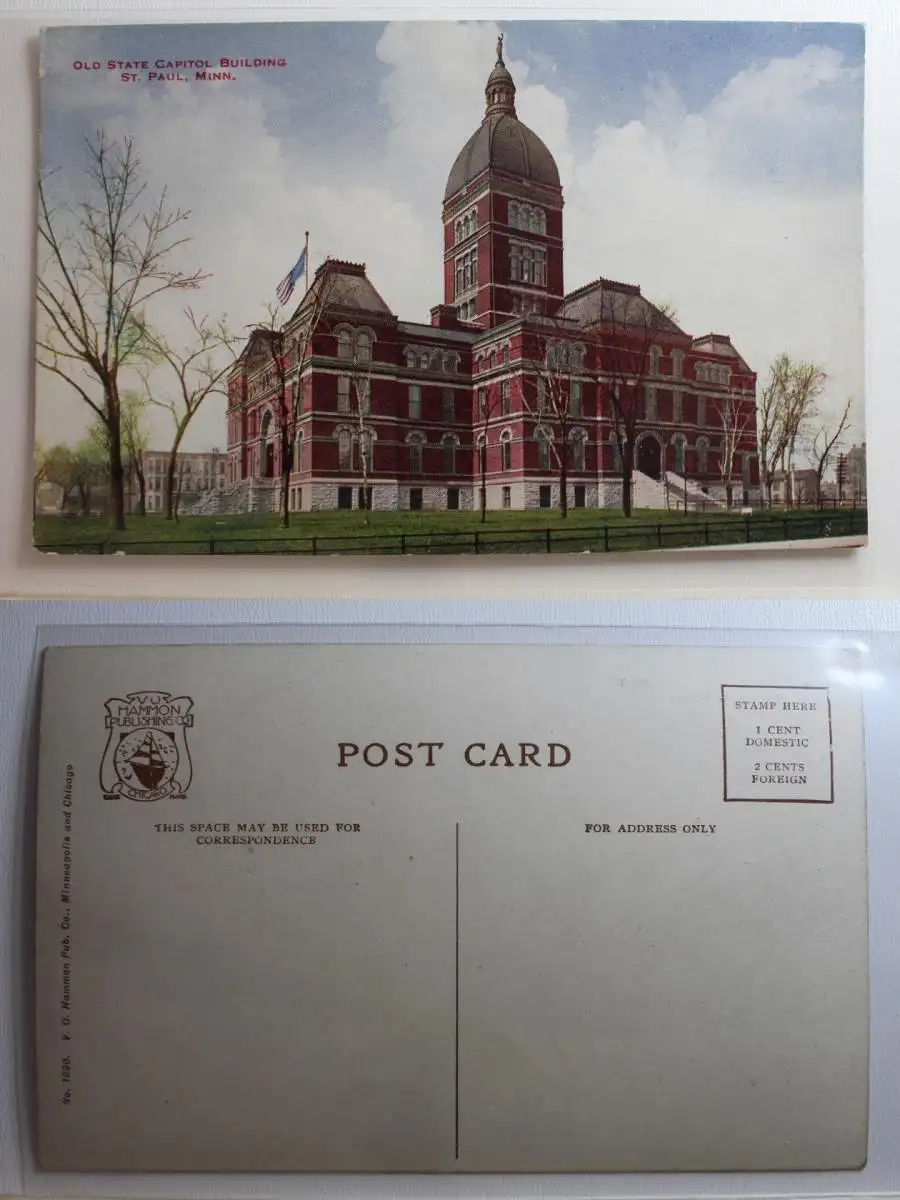 OLD STATE CAPITOL BUILDING
ST. PAUL, MINN.
V.O.
HAMMON
PUBLISHING CO
CHICAGO
TRADE MARK
POST CARD
STAMP HERE
1 CENT
DOMESTIC
2 CENTS
FOREIGN
THIS SPACE MAY BE USED FOR
CORRESPONDENCE
FOR ADDRESS ONLY
No. 1690. V. O. Hammon Pub. Co., Minneapolis and Chicago